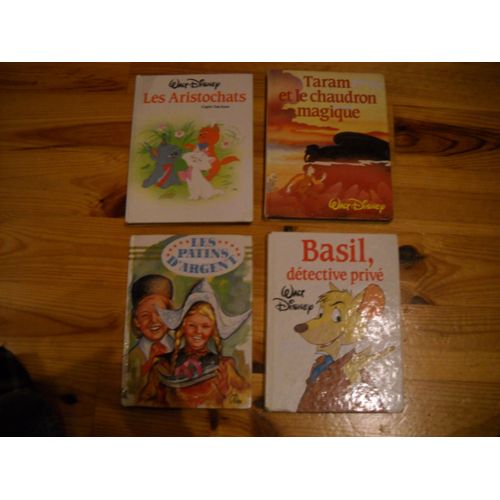 Walt Disney
Les Aristochats
Taram
et le chaudron
magique
Walt Disney
LES
PATINS
D'ARGENT
Basil,
détective privé
Walt
Disney